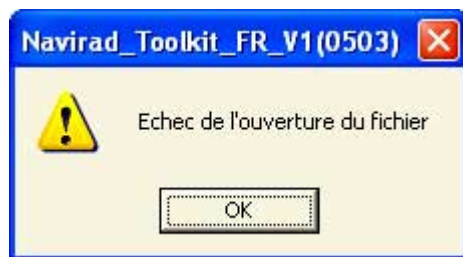 Navirad_Toolkit_FR_V1(0503)
Echec de l'ouverture du fichier
OK